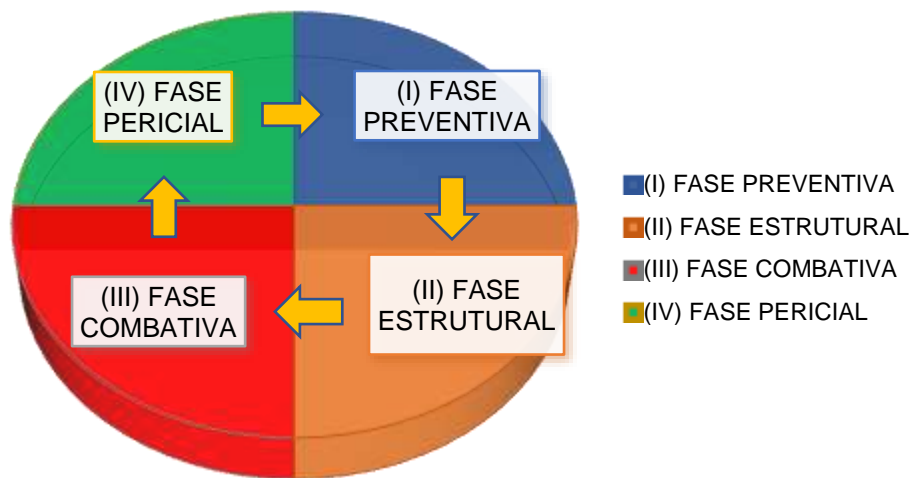 (IV) FASE
PERICIAL
(I) FASE
PREVENTIVA
(III) FASE
COMBATIVA
(II) FASE
ESTRUTURAL
(I) FASE PREVENTIVA
(II) FASE ESTRUTURAL
(III) FASE COMBATIVA
(IV) FASE PERICIAL